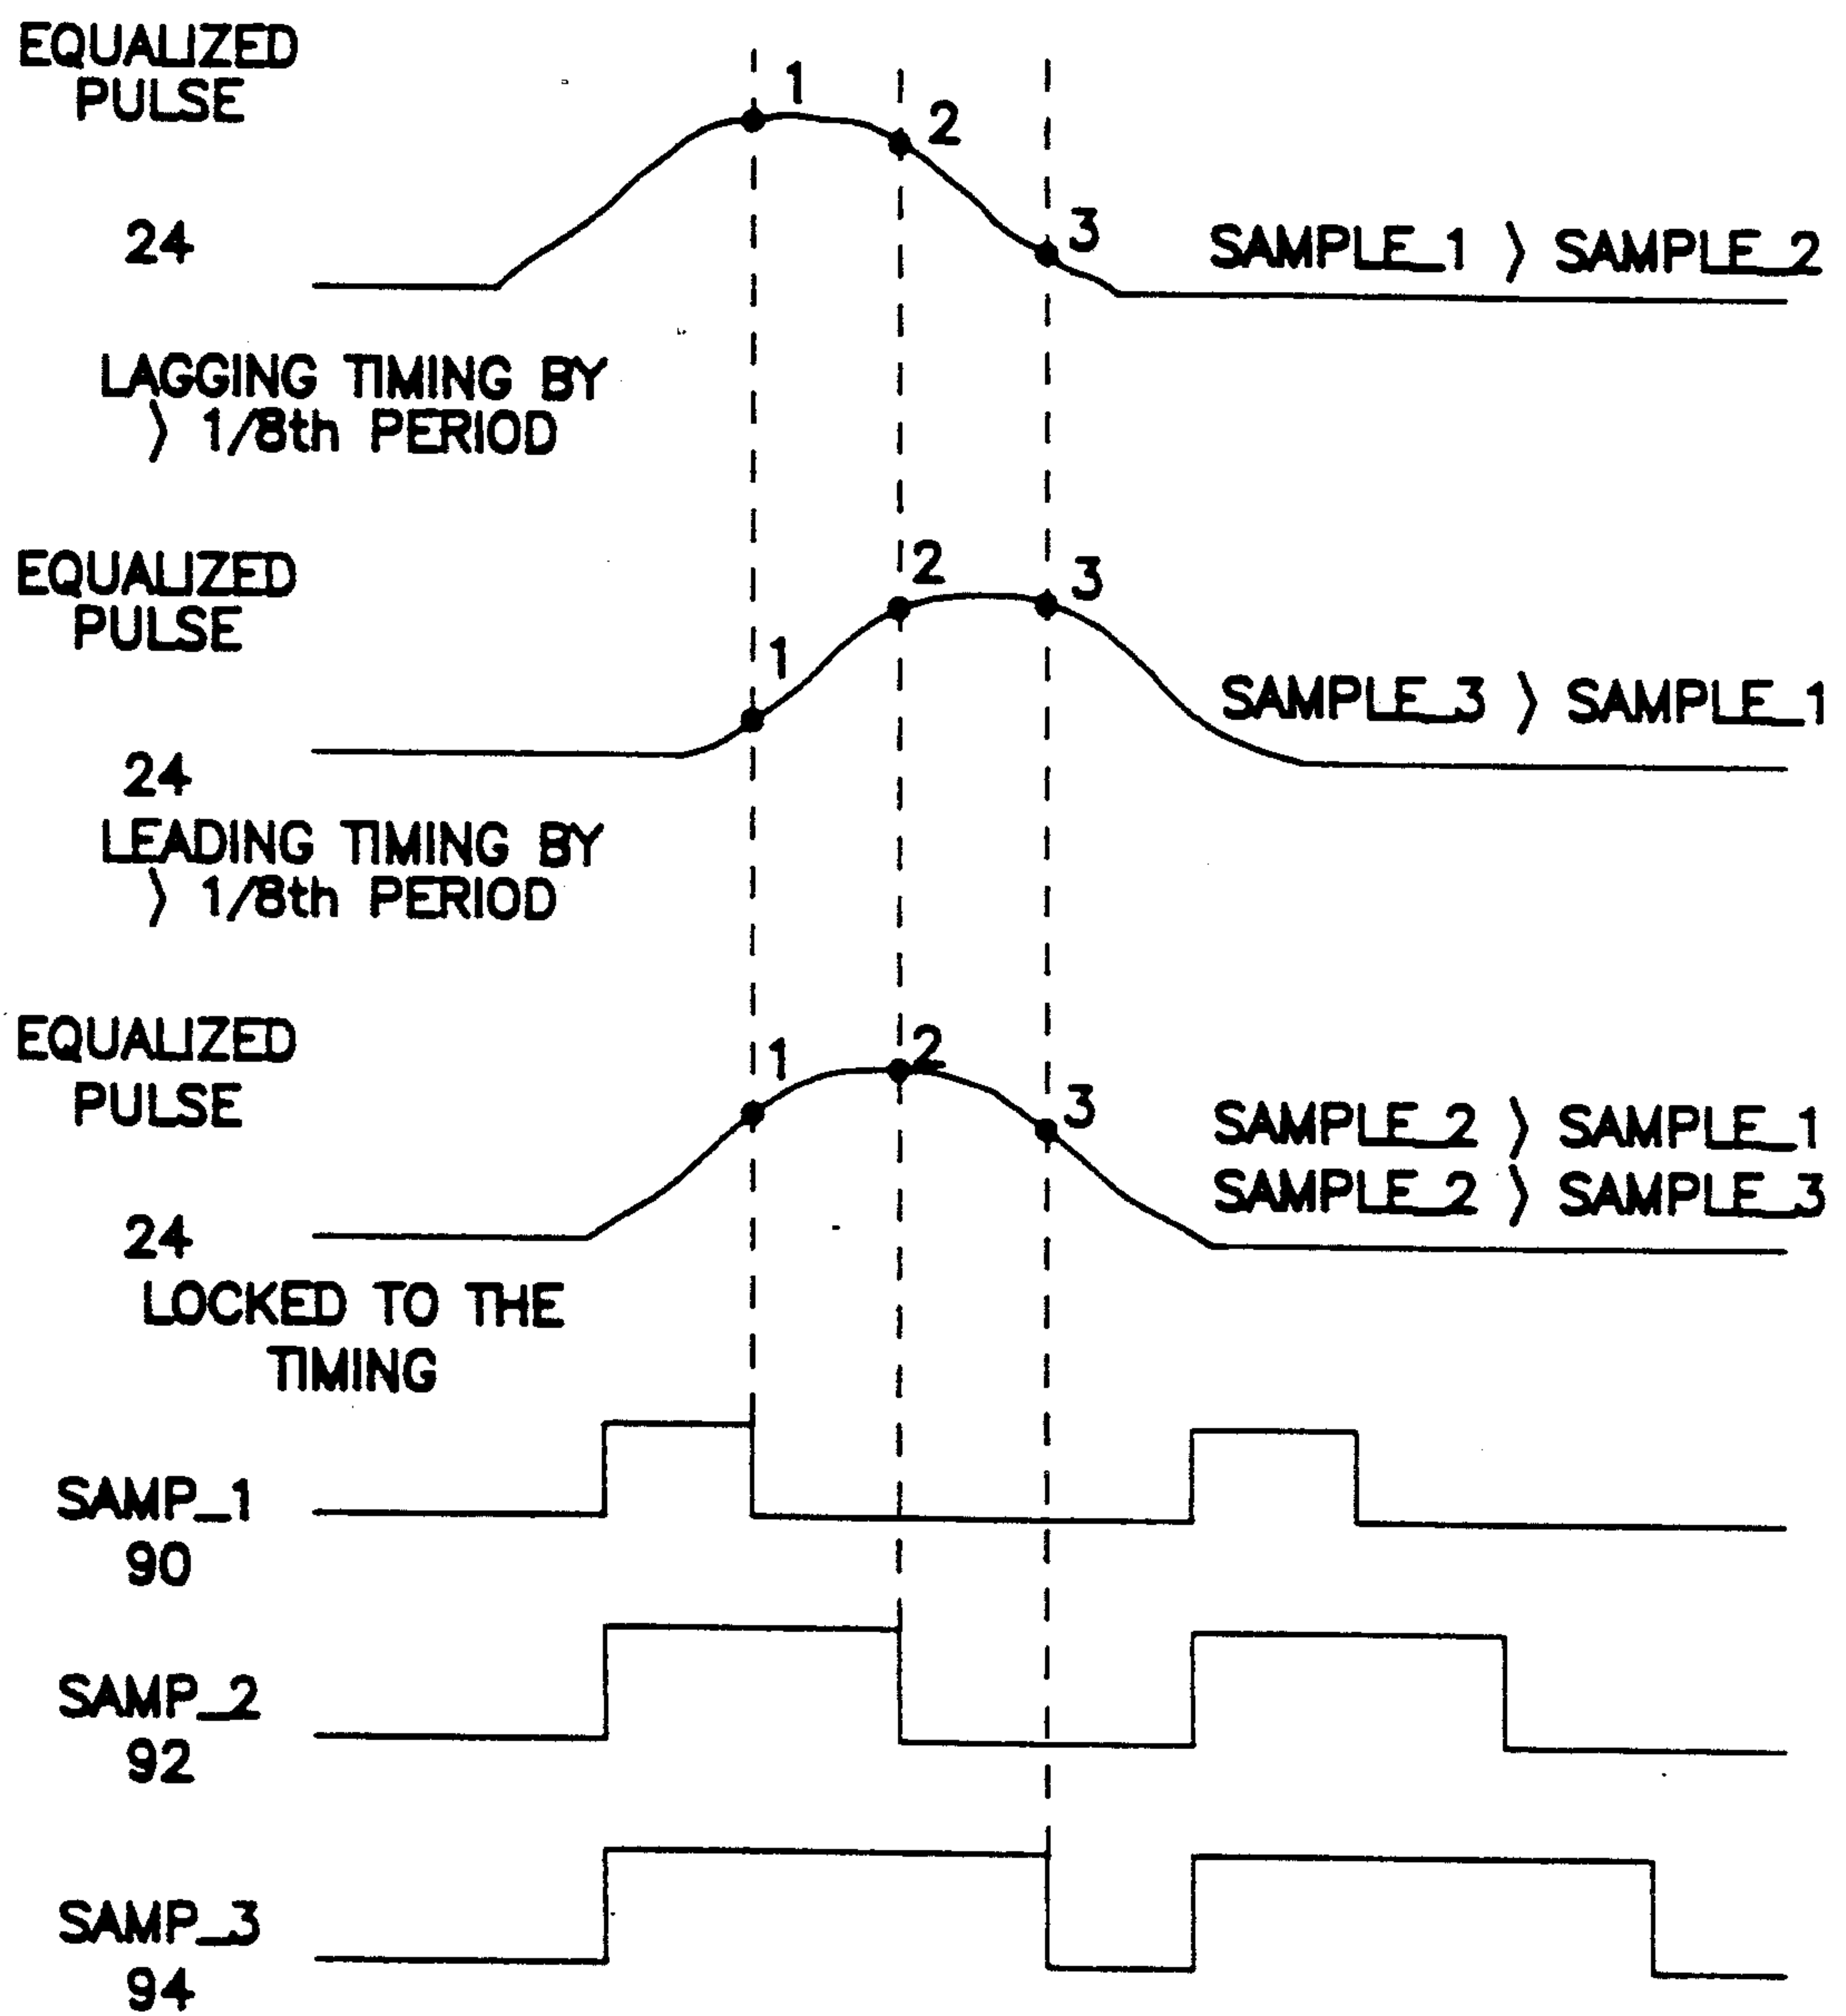 EQUALIZED
PULSE
1
2
3
24
SAMPLE_1 > SAMPLE_2
LAGGING TIMING BY
> 1/8th PERIOD
EQUALIZED
PULSE
1
2
3
24
SAMPLE_3 > SAMPLE_1
LEADING TIMING BY
> 1/8th PERIOD
EQUALIZED
PULSE
1
2
3
24
SAMPLE_2 > SAMPLE_1
SAMPLE_2 > SAMPLE_3
LOCKED TO THE
TIMING
SAMP_1
90
SAMP_2
92
SAMP_3
94